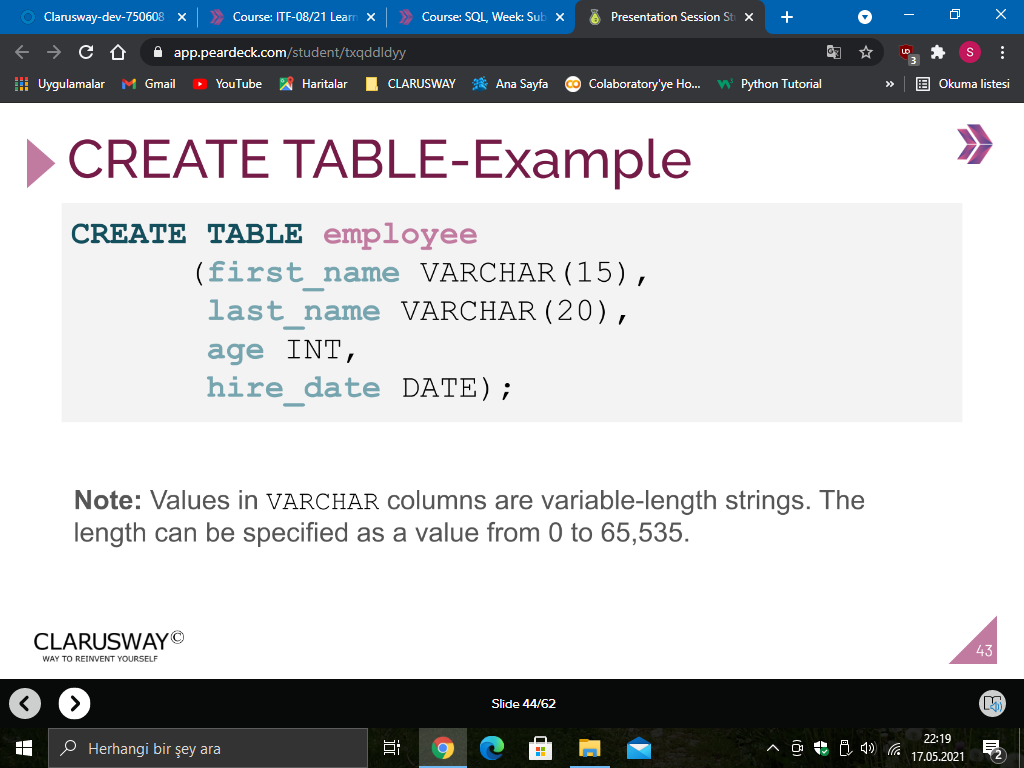 Clarusway-dev-750608
Course: ITF-08/21 Learn
Course: SQL, Week: Sub
Presentation Session St
app.peardeck.com/student/txqddldyy
3
S
Uygulamalar
Gmail
YouTube
Haritalar
CLARUSWAY
Ana Sayfa
Colaboratory'ye Ho...
Python Tutorial
»
Okuma listesi
CREATE TABLE-Example
CREATE TABLE employee
(first_name VARCHAR(15),
last_name VARCHAR(20),
age INT,
hire_date DATE);
Note: Values in VARCHAR columns are variable-length strings. The
length can be specified as a value from 0 to 65,535.
CLARUSWAY©
WAY TO REINVENT YOURSELF
43
Slide 44/62
Herhangi bir şey ara
22:19
17.05.2021
2